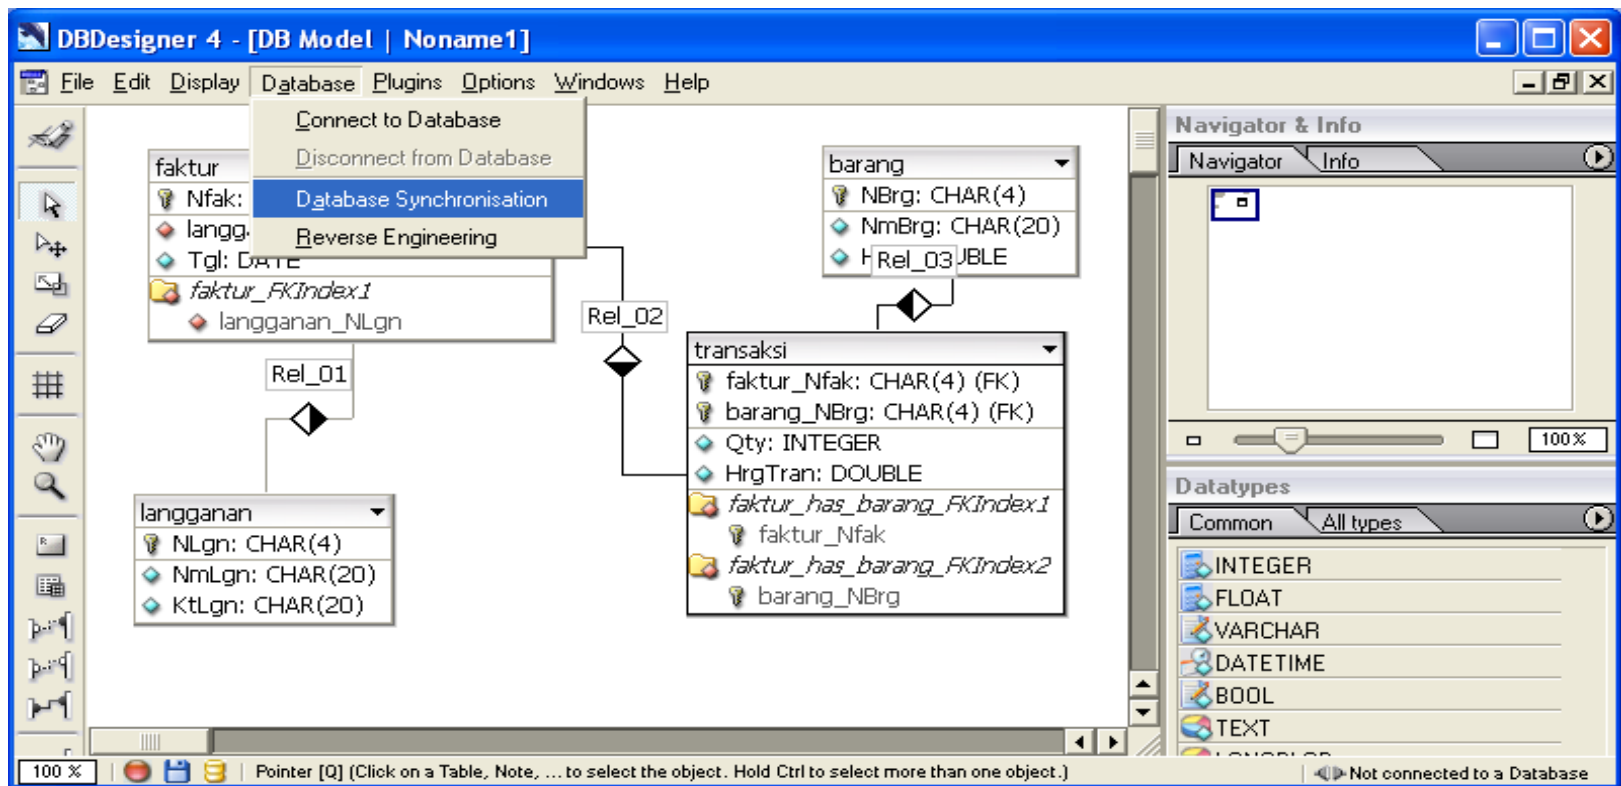 DBDesigner 4 - [DB Model | Noname1]
File Edit Display Database Plugins Options Windows Help
Connect to Database
Disconnect from Database
Database Synchronisation
Reverse Engineering
faktur
Nfak:
Tgl: DATE
faktur_FKIndex1
langganan_NLgn
Rel_01
Rel_02
barang
NBrg: CHAR(4)
NmBrg: CHAR(20)
Rel_03
transaksi
faktur_Nfak: CHAR(4) (FK)
barang_NBrg: CHAR(4) (FK)
Qty: INTEGER
HrgTran: DOUBLE
faktur_has_barang_FKIndex1
faktur_Nfak
faktur_has_barang_FKIndex2
barang_NBrg
langganan
NLgn: CHAR(4)
NmLgn: CHAR(20)
KtLgn: CHAR(20)
Navigator & Info
Navigator Info
100%
Datatypes
Common All types
INTEGER
FLOAT
VARCHAR
DATETIME
BOOL
TEXT
100 %
Pointer [Q] (Click on a Table, Note, ... to select the object. Hold Ctrl to select more than one object.)
Not connected to a Database